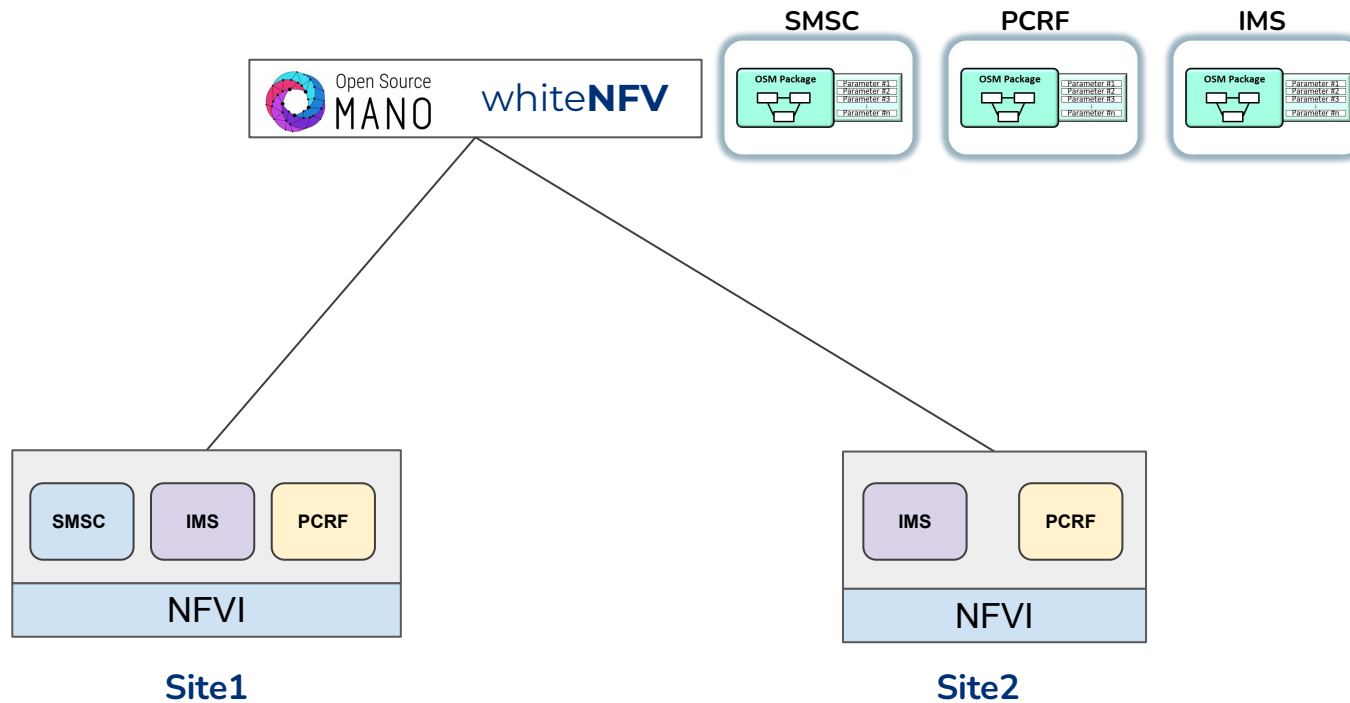 SMSC
PCRF
IMS
Open Source
MANO
whiteNFV
OSM Package
Parameter #1
Parameter #2
Parameter #3
Parameter #n
OSM Package
Parameter #1
Parameter #2
Parameter #3
Parameter #n
OSM Package
Parameter #1
Parameter #2
Parameter #3
Parameter #n
SMSC
IMS
PCRF
NFVI
Site1
IMS
PCRF
NFVI
Site2